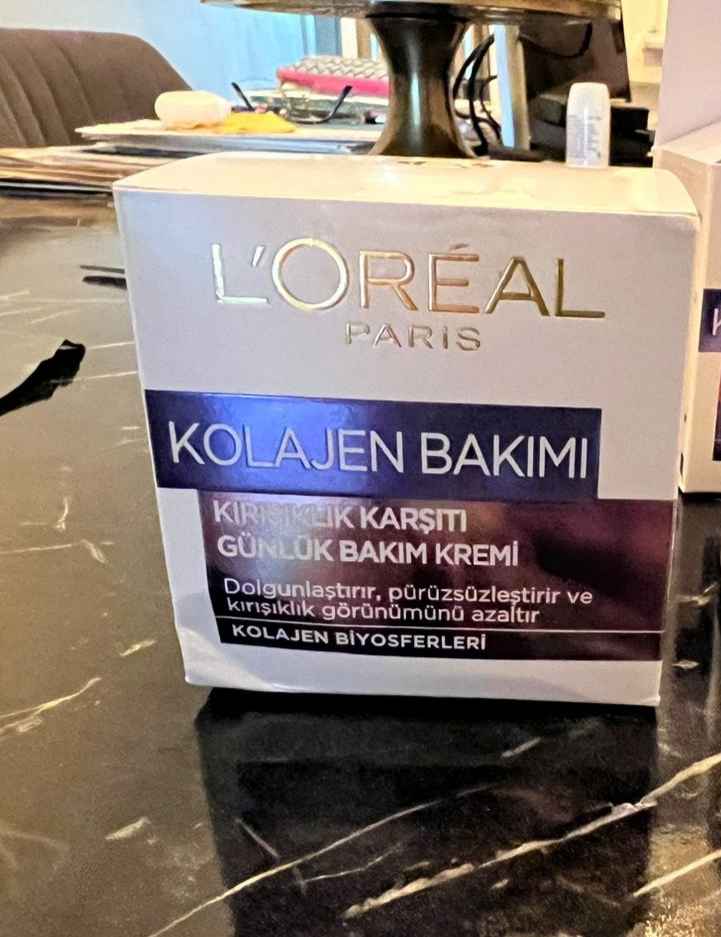 L'ORÉAL
PARIS
KOLAJEN BAKIMI
KIRIŞIKLIK KARŞITI
GÜNLÜK BAKIM KREMİ
Dolgunlaştırır, pürüzsüzleştirir ve
kırışıklık görünümünü azaltır
KOLAJEN BİYOSFERLERİ